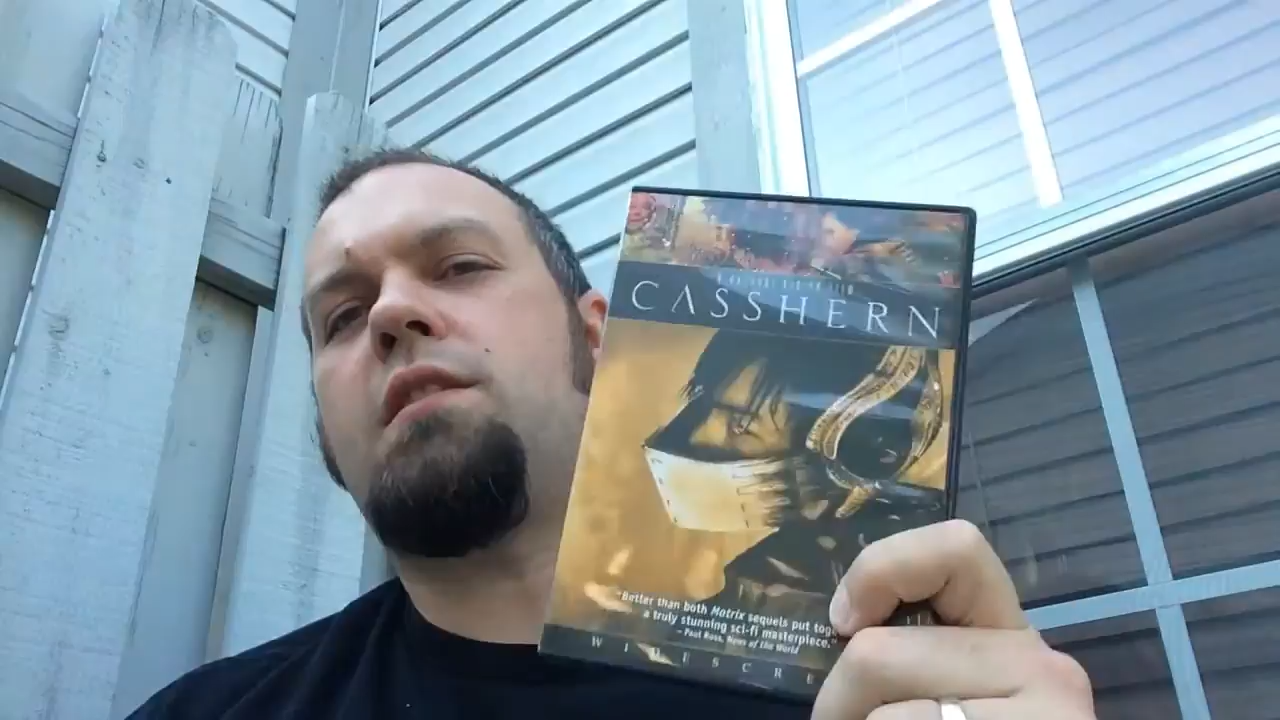 CASSHERN
"Better than both Matrix sequels put tog
a truly stunning sci-fi masterpiece."
– Paul Ross, News of the World
WIDESCRE